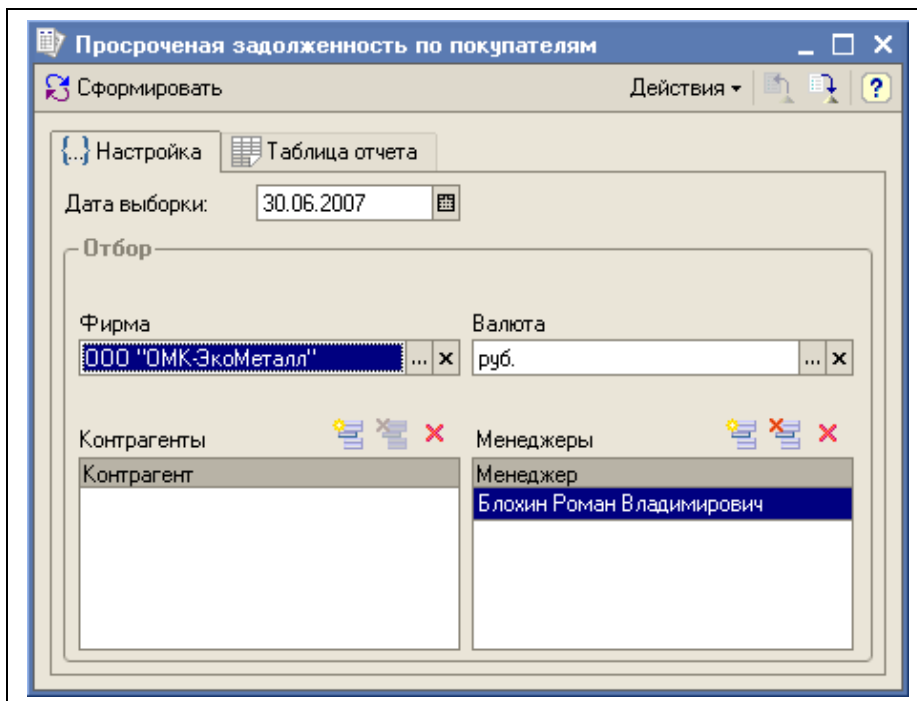 Просроченая задолженность по покупателям
Сформировать Действия ?
{...} Настройка Таблица отчета
Дата выборки: 30.06.2007
Отбор
Фирма Валюта
ООО "ОМК-ЭкоМеталл" ... x руб. ... x
Контрагенты Менеджеры
Контрагент Менеджер
Блохин Роман Владимирович